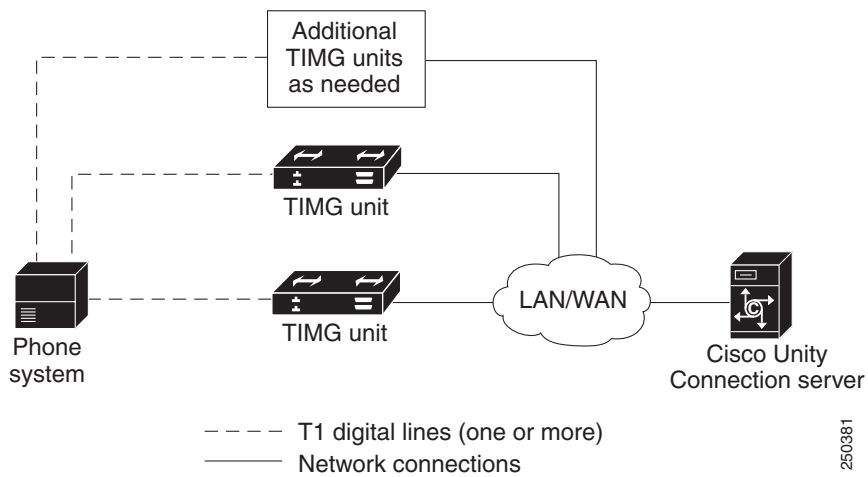 Additional
TIMG units
as needed
TIMG unit
TIMG unit
LAN/WAN
Phone
system
Cisco Unity
Connection server
T1 digital lines (one or more)
Network connections
250381